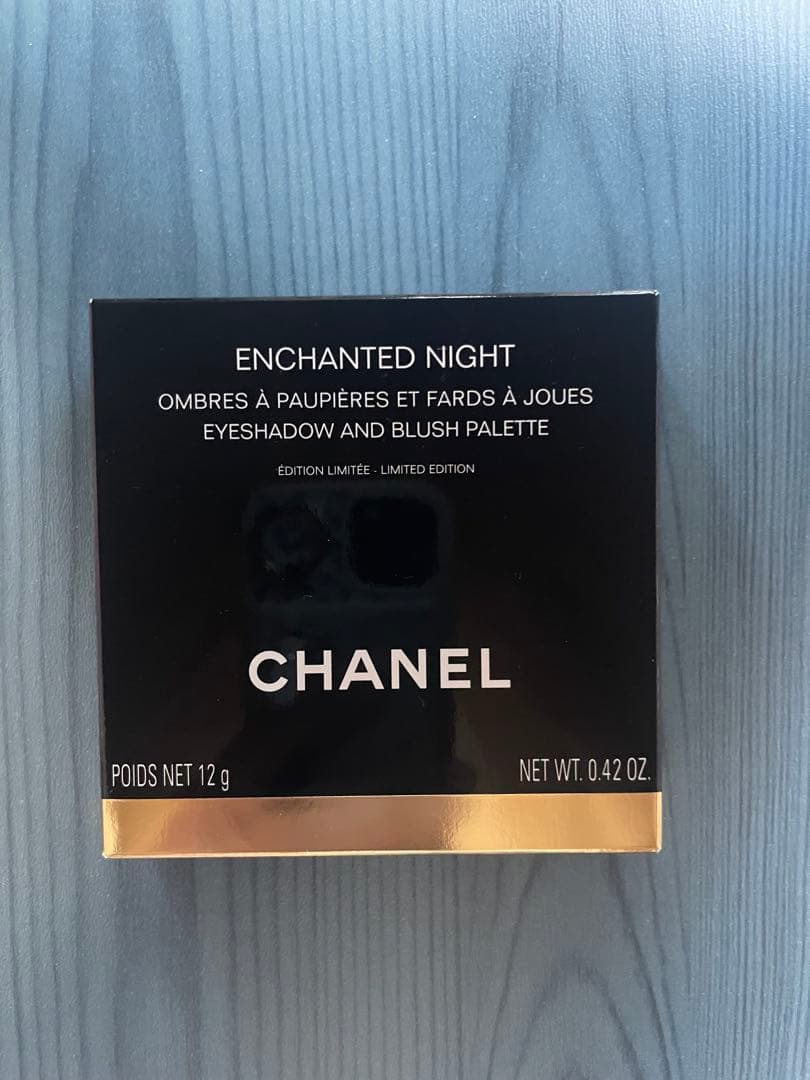 ENCHANTED NIGHT
OMBRES À PAUPIÈRES ET FARDS À JOUES
EYESHADOW AND BLUSH PALETTE
ÉDITION LIMITÉE - LIMITED EDITION
CHANEL
POIDS NET 12 g NET WT. 0.42 OZ.